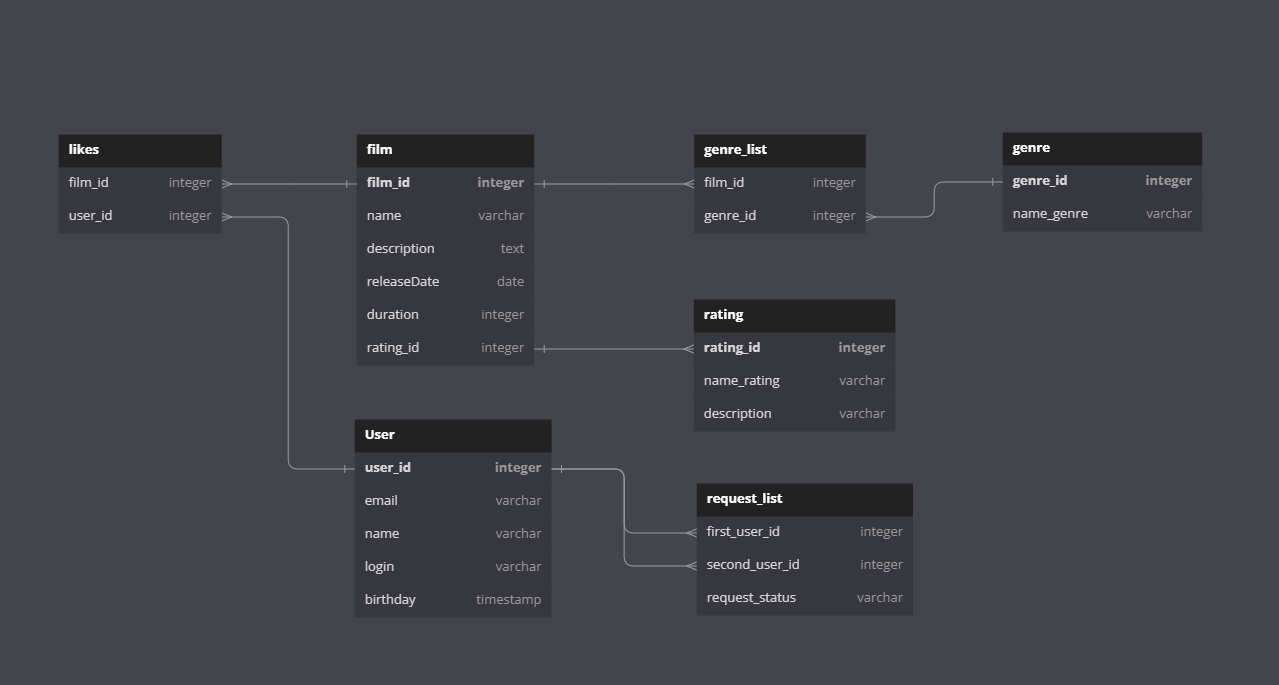 likes
film_id integer
user_id integer
film
film_id integer
name varchar
description text
releaseDate date
duration integer
rating_id integer
genre_list
film_id integer
genre_id integer
genre
genre_id integer
name_genre varchar
rating
rating_id integer
name_rating varchar
description varchar
User
user_id integer
email varchar
name varchar
login varchar
birthday timestamp
request_list
first_user_id integer
second_user_id integer
request_status varchar